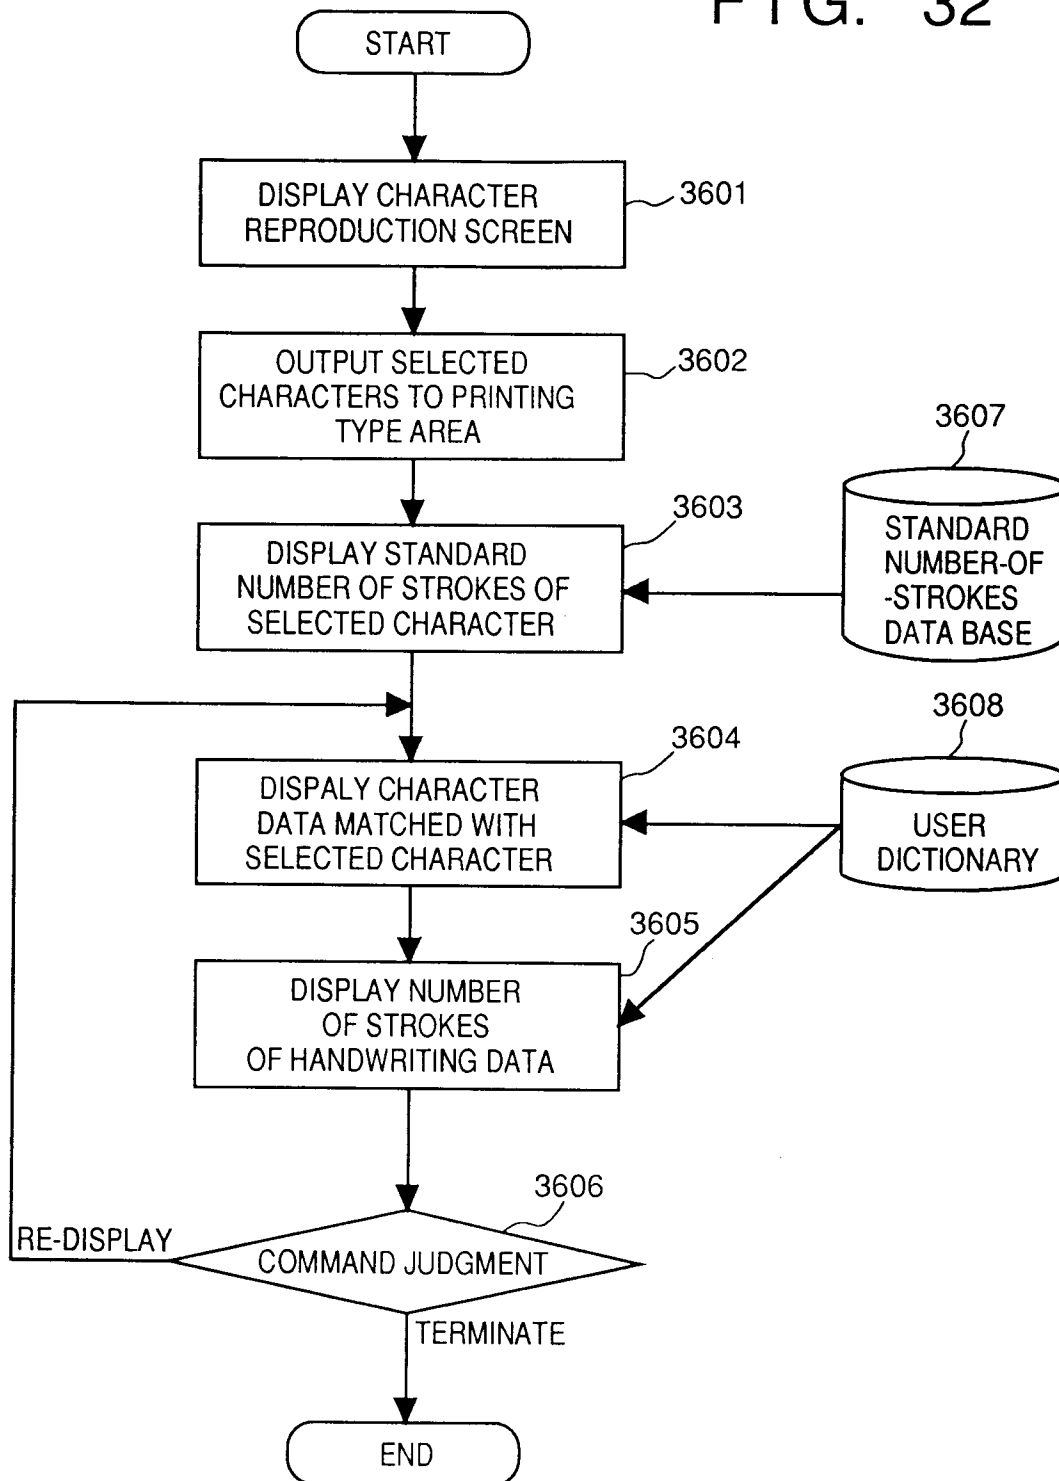 FIG. 32
START
DISPLAY CHARACTER
REPRODUCTION SCREEN
3601
OUTPUT SELECTED
CHARACTERS TO PRINTING
TYPE AREA
3602
3607
3603
DISPLAY STANDARD
NUMBER OF STROKES OF
SELECTED CHARACTER
STANDARD
NUMBER-OF
-STROKES
DATA BASE
3608
3604
DISPALY CHARACTER
DATA MATCHED WITH
SELECTED CHARACTER
USER
DICTIONARY
3605
DISPLAY NUMBER
OF STROKES
OF HANDWRITING DATA
3606
RE-DISPLAY
COMMAND JUDGMENT
TERMINATE
END